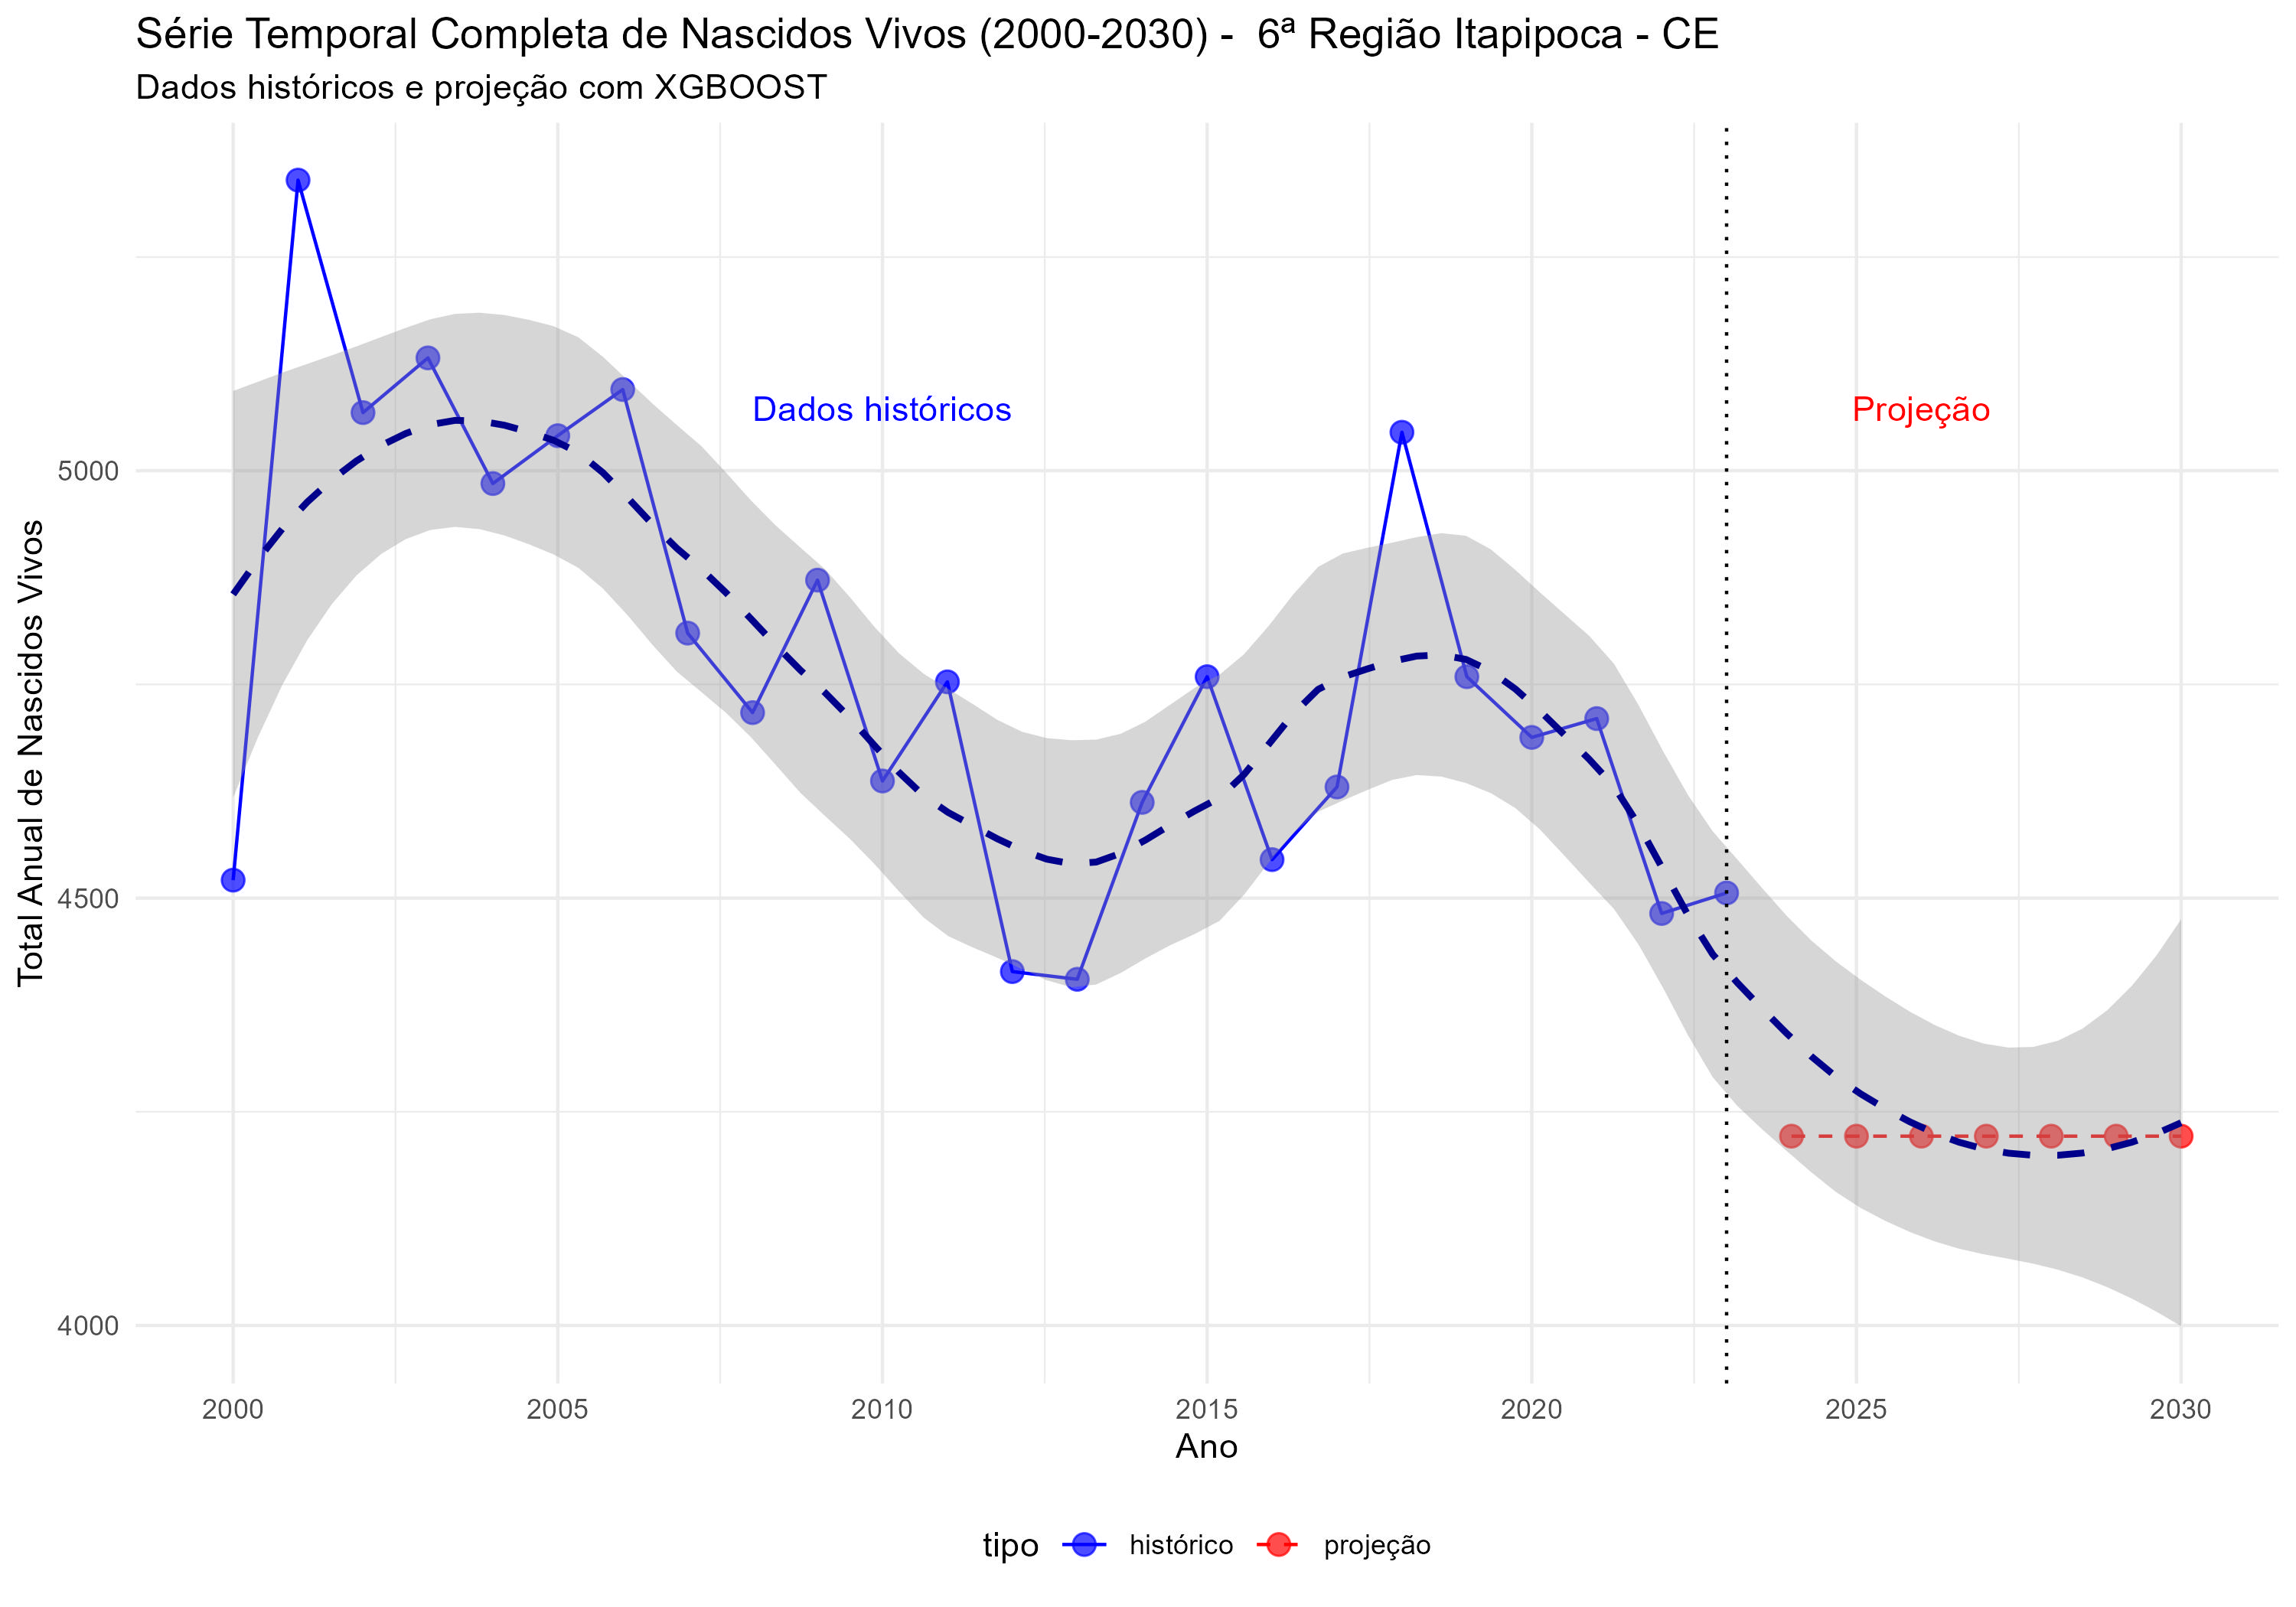 Série Temporal Completa de Nascidos Vivos (2000-2030) -  6ª Região Itapipoca - CE
Dados históricos e projeção com XGBOOST
Total Anual de Nascidos Vivos
5000
4500
4000
Dados históricos
Projeção
2000
2005
2010
2015
2020
2025
2030
Ano
tipo
histórico
projeção